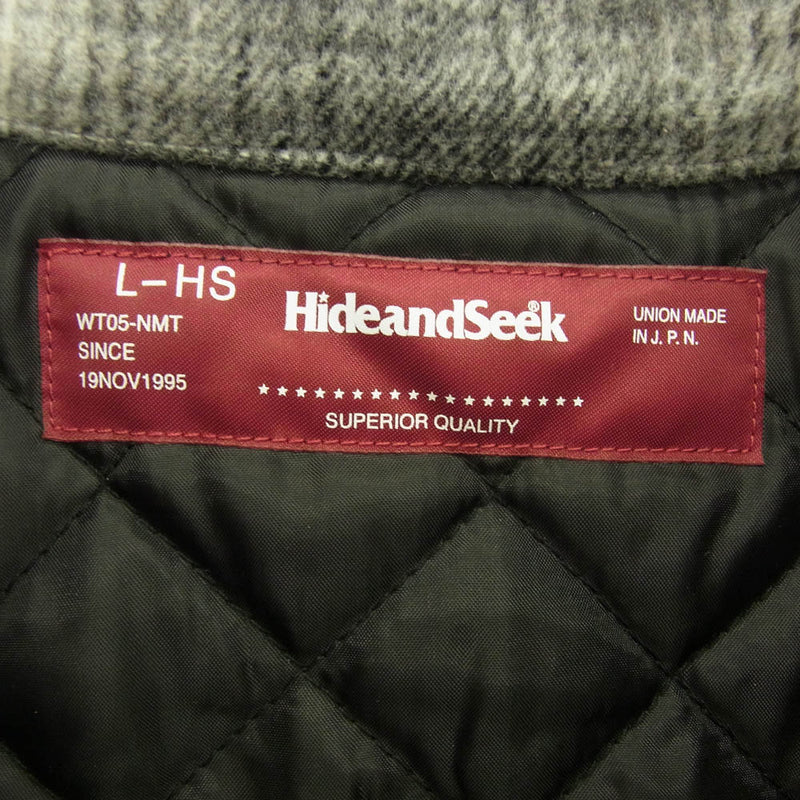 L-HS
WT05-NMT
SINCE
19NOV1995
HideandSeek®
★★★★★★★★★★★★★★★★★★
SUPERIOR QUALITY
UNION MADE
IN J. P. N.